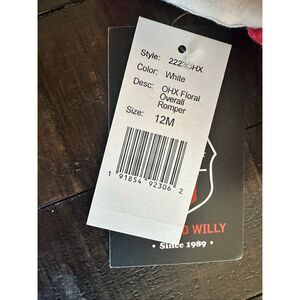 Style:
Color: White
Desc: OHX Floral
Overall
Romper
Size: 12M
1 91854 92306 2
WILLY
• Since 1989 •